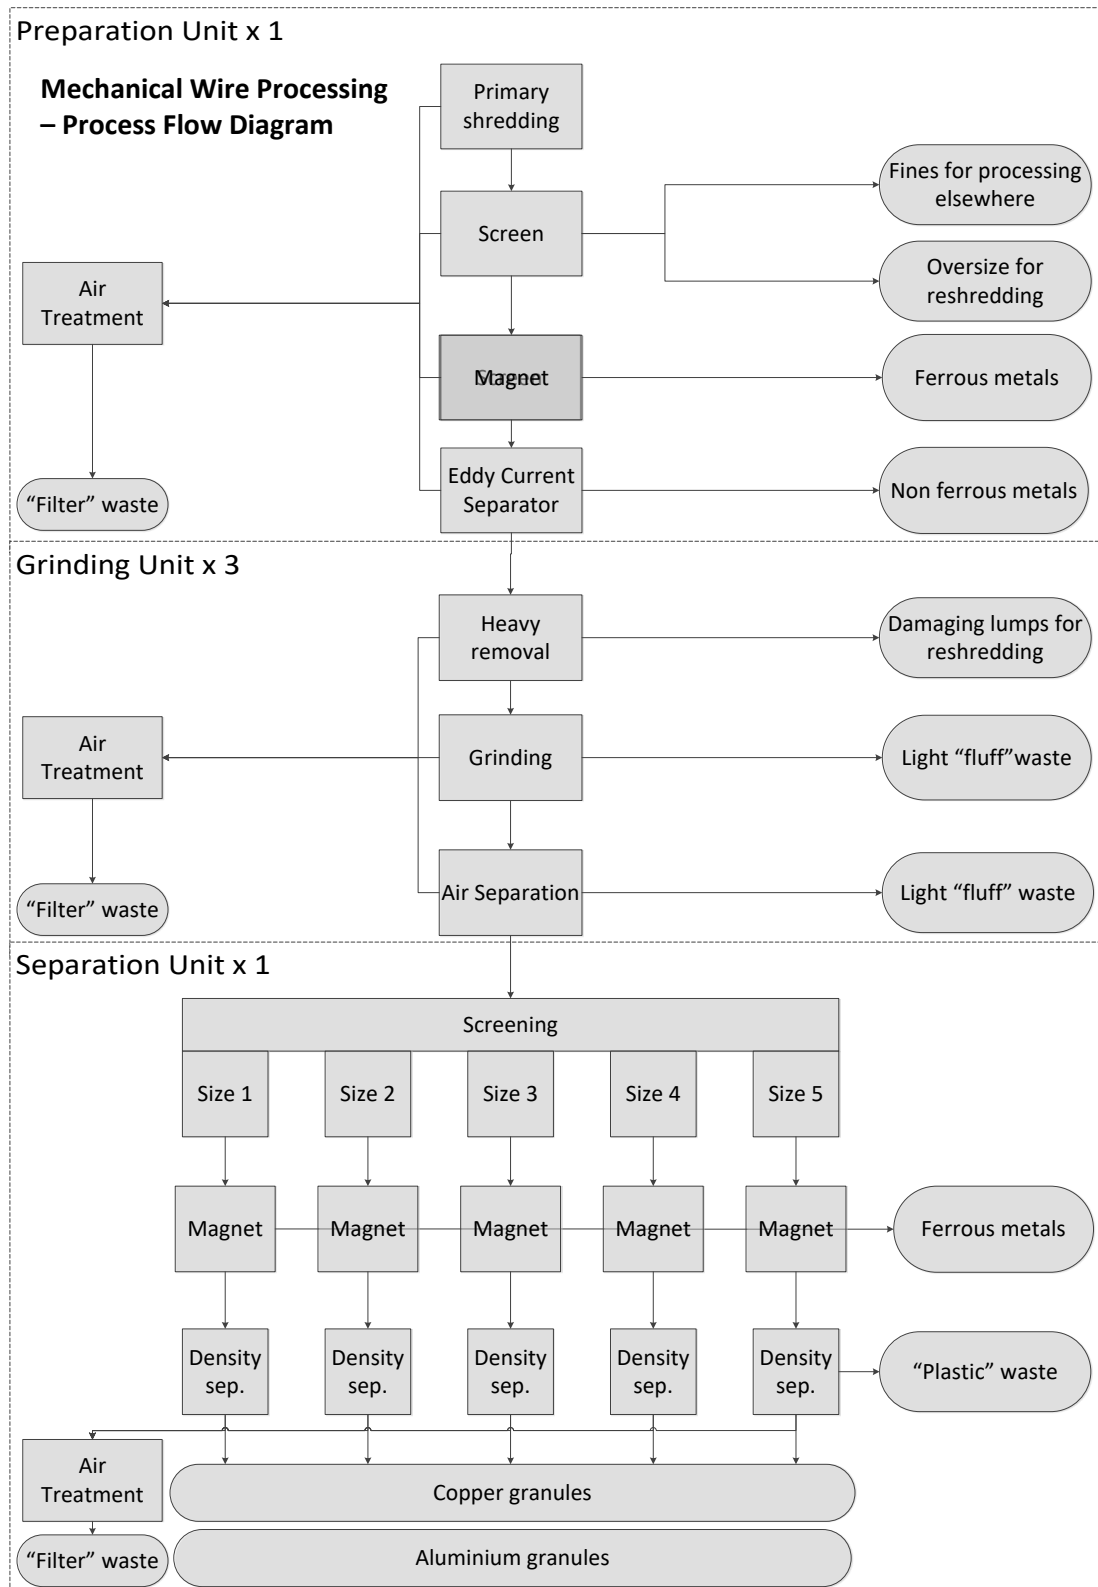 Preparation Unit x 1
Mechanical Wire Processing
– Process Flow Diagram
Primary
shredding
Fines for processing
elsewhere
Screen
Oversize for
reshredding
Air
Treatment
Magnet
Screen
Ferrous metals
Eddy Current
Separator
Non ferrous metals
“Filter” waste
Grinding Unit x 3
Heavy
removal
Damaging lumps for
reshredding
Air
Treatment
Grinding
Light “fluff”waste
Air Separation
Light “fluff” waste
“Filter” waste
Separation Unit x 1
Screening
Size 1
Size 2
Size 3
Size 4
Size 5
Magnet
Magnet
Magnet
Magnet
Magnet
Ferrous metals
Density
sep.
Density
sep.
Density
sep.
Density
sep.
Density
sep.
“Plastic” waste
Air
Treatment
Copper granules
“Filter” waste
Aluminium granules